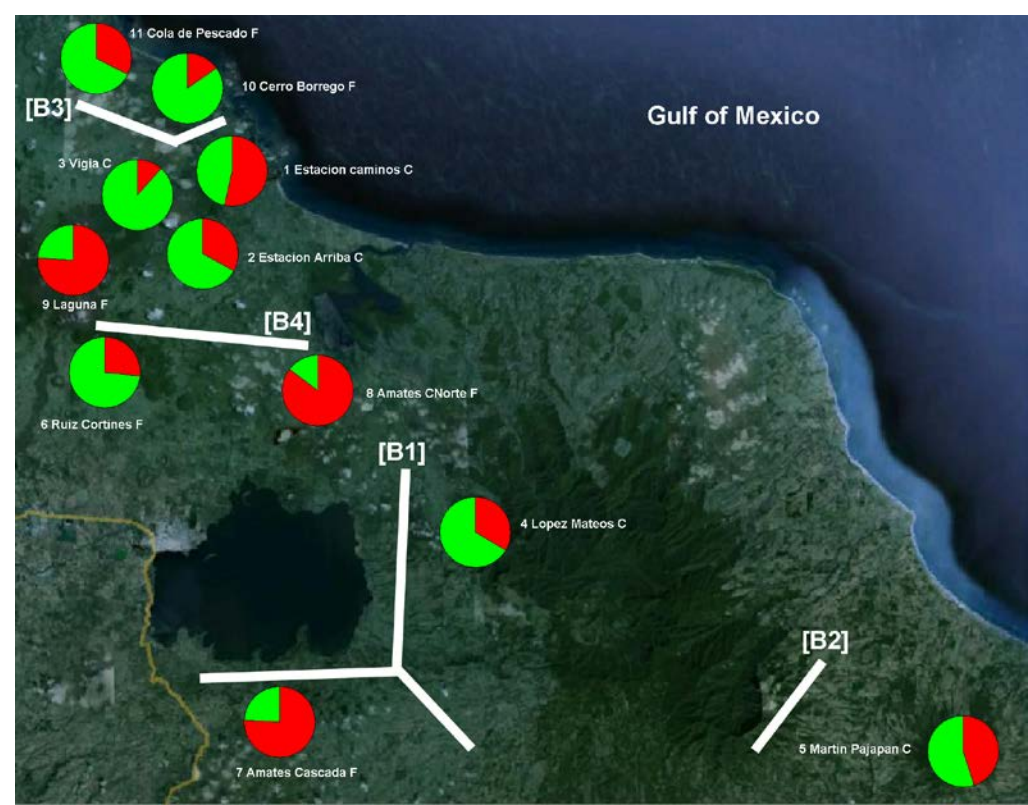 11 Cola de Pescado F
10 Cerro Borrego F
[B3]
Gulf of Mexico
3 Vigia C
1 Estacion caminos C
2 Estacion Arriba C
9 Laguna F
[B4]
8 Amates CNorte F
6 Ruiz Cortines F
[B1]
4 Lopez Mateos C
[B2]
5 Martin Pajapan C
7 Amates Cascada F